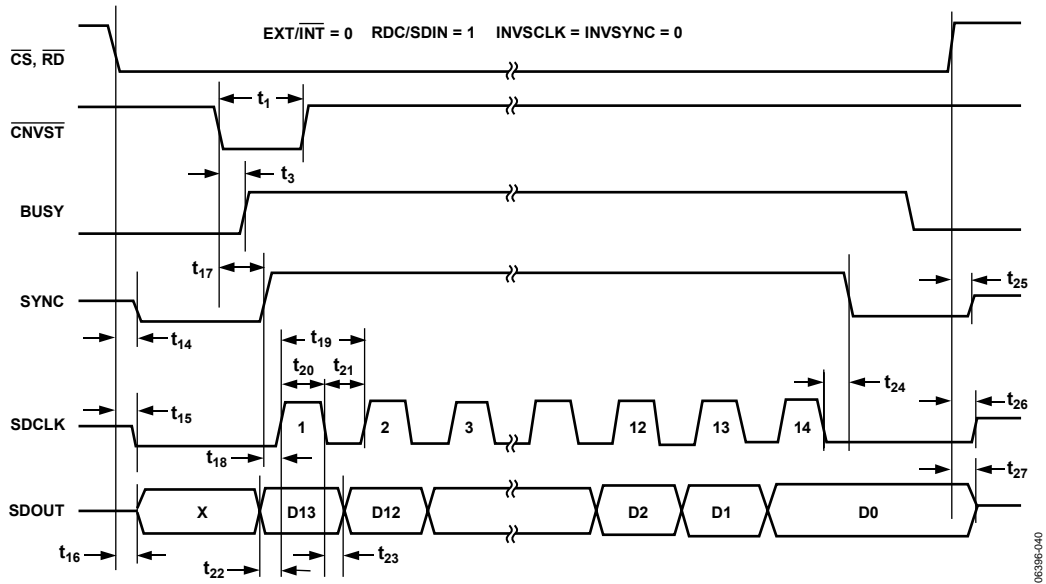 EXT/INT = 0 RDC/SDIN = 1 INVSCLK = INVSYNC = 0
CS, RD
t1
CNVST
t3
BUSY
t17
SYNC
t25
t14
t19
t20 t21
t24
t26
t15
SDCLK
1 2 3 12 13 14
t18
t27
SDOUT
X D13 D12 D2 D1 D0
t16
t22
t23
06396-040